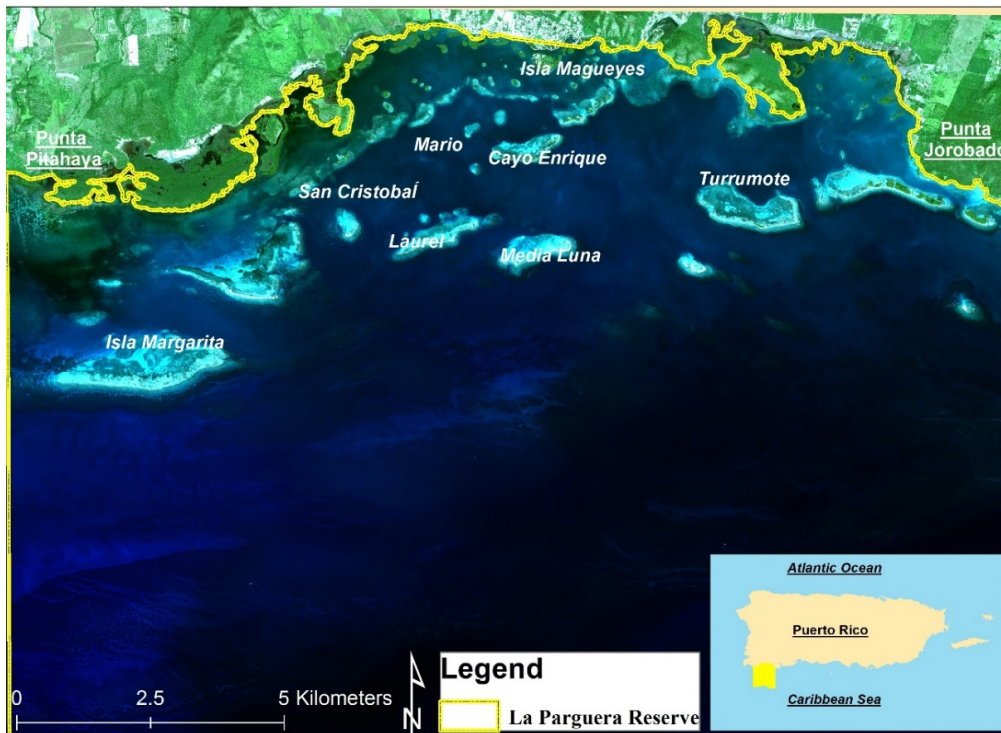 Isla Magueyes
Punta
Pitahaya
Mario
Cayo Enrique
Punta
Jorobado
San Cristobal
Turrumote
Laurel
Media Luna
Isla Margarita
Atlantic Ocean
Puerto Rico
Caribbean Sea
0 2.5 5 Kilometers
N
Legend
La Parguera Reserve